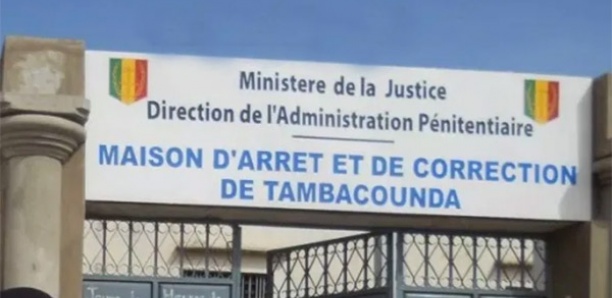 Ministere de la Justice
Direction de l'Administration Pénitentiaire
MAISON D'ARRET ET DE CORRECTION
DE TAMBACOUNDA